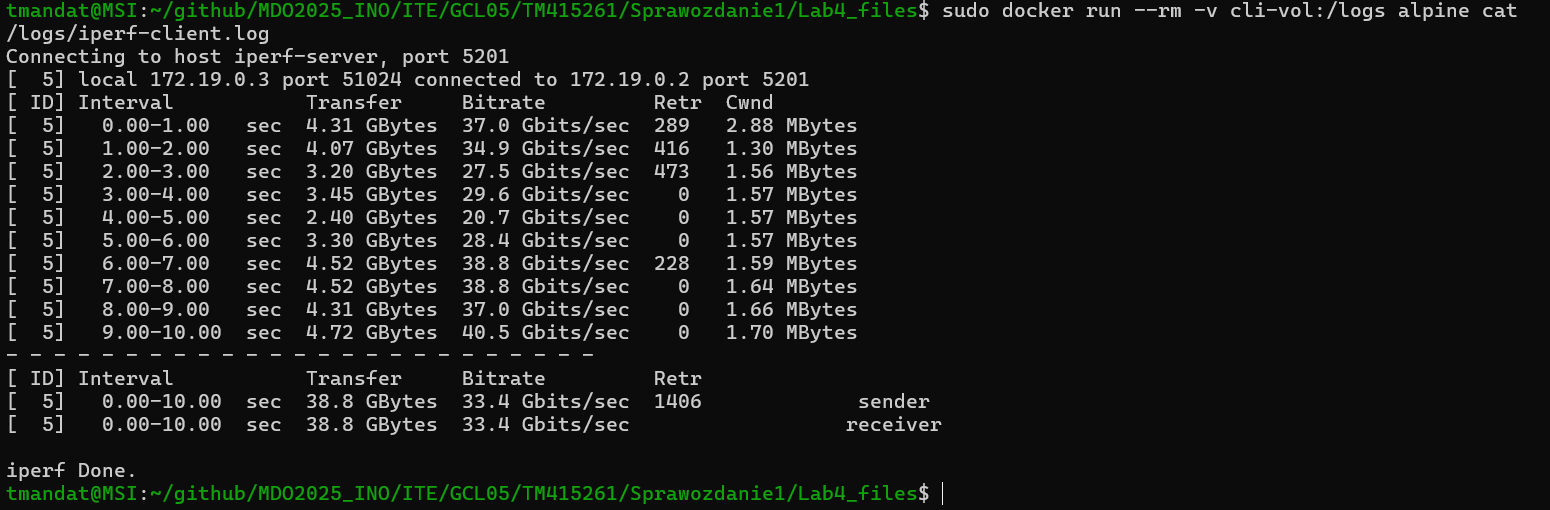 tmandat@MSI:~/github/MDO2025_INO/ITE/GCL05/TM415261/Sprawozdanie1/Lab4_files$ sudo docker run --rm -v cli-vol:/logs alpine cat
/logs/iperf-client.log
Connecting to host iperf-server, port 5201
[  5] local 172.19.0.3 port 51024 connected to 172.19.0.2 port 5201
[ ID] Interval           Transfer     Bitrate         Retr  Cwnd
[  5]   0.00-1.00   sec  4.31 GBytes  37.0 Gbits/sec  289   2.88 MBytes
[  5]   1.00-2.00   sec  4.07 GBytes  34.9 Gbits/sec  416   1.30 MBytes
[  5]   2.00-3.00   sec  3.20 GBytes  27.5 Gbits/sec  473   1.56 MBytes
[  5]   3.00-4.00   sec  3.45 GBytes  29.6 Gbits/sec    0   1.57 MBytes
[  5]   4.00-5.00   sec  2.40 GBytes  20.7 Gbits/sec    0   1.57 MBytes
[  5]   5.00-6.00   sec  3.30 GBytes  28.4 Gbits/sec    0   1.57 MBytes
[  5]   6.00-7.00   sec  4.52 GBytes  38.8 Gbits/sec  228   1.59 MBytes
[  5]   7.00-8.00   sec  4.52 GBytes  38.8 Gbits/sec    0   1.64 MBytes
[  5]   8.00-9.00   sec  4.31 GBytes  37.0 Gbits/sec    0   1.66 MBytes
[  5]   9.00-10.00  sec  4.72 GBytes  40.5 Gbits/sec    0   1.70 MBytes
- - - - - - - - - - - - - - - - - - - - - - - - -
[ ID] Interval           Transfer     Bitrate         Retr
[  5]   0.00-10.00  sec  38.8 GBytes  33.4 Gbits/sec  1406             sender
[  5]   0.00-10.00  sec  38.8 GBytes  33.4 Gbits/sec                  receiver

iperf Done.
tmandat@MSI:~/github/MDO2025_INO/ITE/GCL05/TM415261/Sprawozdanie1/Lab4_files$